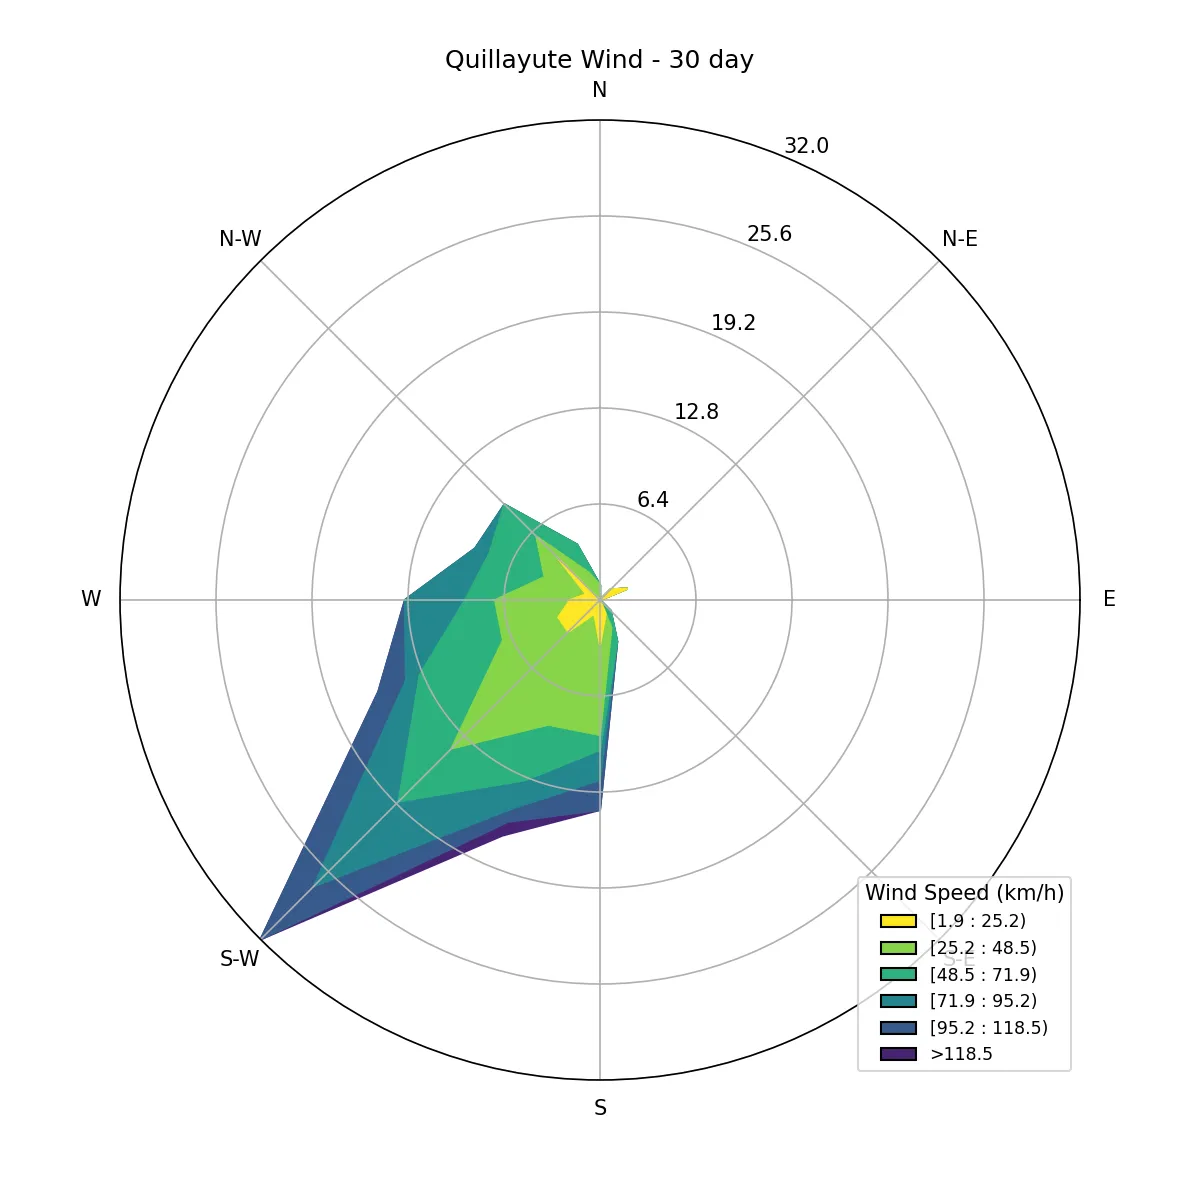 Quillayute Wind - 30 day
N
32.0
N-W
25.6
N-E
19.2
12.8
6.4
W
E
S-W
S-E
S
Wind Speed (km/h)
[1.9 : 25.2)
[25.2 : 48.5)
[48.5 : 71.9)
[71.9 : 95.2)
[95.2 : 118.5)
>118.5